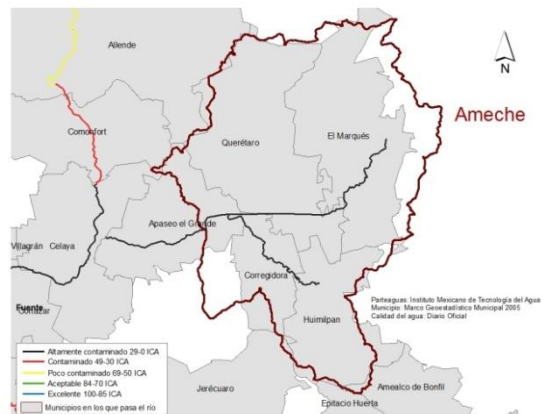 Allende
N
Ameche
Comonfort
Querétaro
El Marqués
Apaseo el Grande
Villagrán
Celaya
Corregidora
Fuente
Cortazar
Huimilpan
Parteaguas: Instituto Mexicano de Tecnología del Agua
Municipio: Marco Geoestadístico Municipal 2005
Calidad del agua: Diario Oficial
Altamente contaminado 29-0 ICA
Contaminado 49-30 ICA
Poco contaminado 69-50 ICA
Aceptable 84-70 ICA
Excelente 100-85 ICA
Municipios en los que pasa el río
Jerécuaro
Amealco de Bonfil
Epitacio Huerta